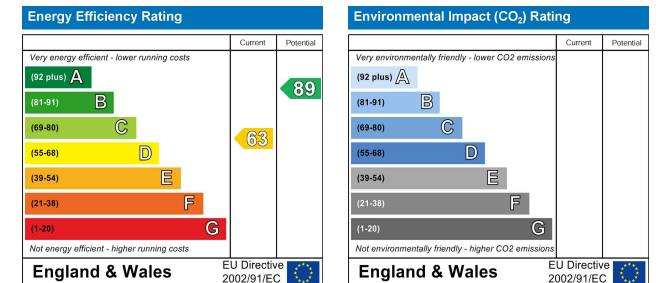 Energy Efficiency Rating
Current Potential
Very energy efficient - lower running costs
(92 plus) A
(81-91) B
(69-80) C
(55-68) D
(39-54) E
(21-38) F
(1-20) G
63
89
Not energy efficient - higher running costs
England & Wales
EU Directive
2002/91/EC
Environmental Impact (CO2) Rating
Current Potential
Very environmentally friendly - lower CO2 emissions
(92 plus) A
(81-91) B
(69-80) C
(55-68) D
(39-54) E
(21-38) F
(1-20) G
Not environmentally friendly - higher CO2 emissions
England & Wales
EU Directive
2002/91/EC